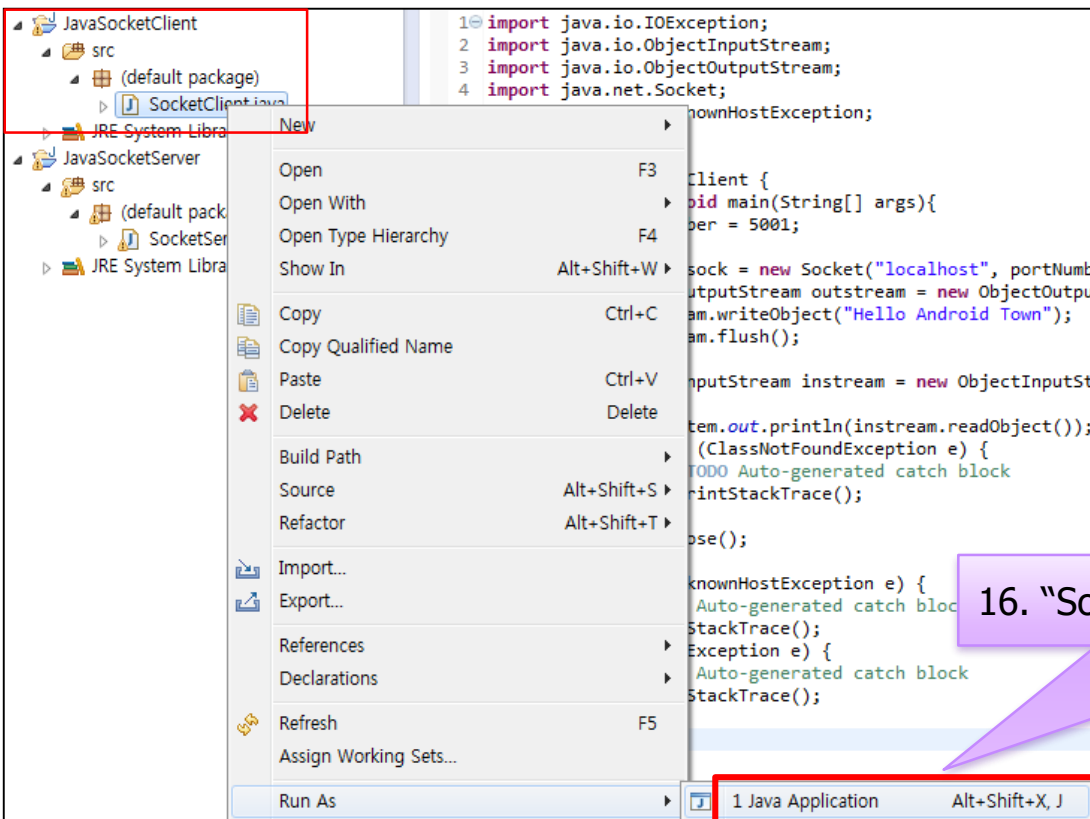 JavaSocketClient
src
(default package)
SocketClient.java
JRE System Libra
JavaSocketServer
src
(default pack
SocketSer
JRE System Libra
1 import java.io.IOException;
2 import java.io.ObjectInputStream;
3 import java.io.ObjectOutputStream;
4 import java.net.Socket;
nownHostException;
Client {
oid main(String[] args){
ber = 5001;
sock = new Socket("localhost", portNumb
utputStream outstream = new ObjectOutpu
am.writeObject("Hello Android Town");
am.flush();
nputStream instream = new ObjectInputSt
tem.out.println(instream.readObject());
(ClassNotFoundException e) {
TODO Auto-generated catch block
rintStackTrace();
ose();
knownHostException e) {
Auto-generated catch bloc
StackTrace();
Exception e) {
Auto-generated catch block
StackTrace();
New
Open F3
Open With
Open Type Hierarchy F4
Show In Alt+Shift+W
Copy Ctrl+C
Copy Qualified Name
Paste Ctrl+V
Delete Delete
Build Path
Source Alt+Shift+S
Refactor Alt+Shift+T
Import...
Export...
References
Declarations
Refresh F5
Assign Working Sets...
Run As
1 Java Application Alt+Shift+X, J
16. “So